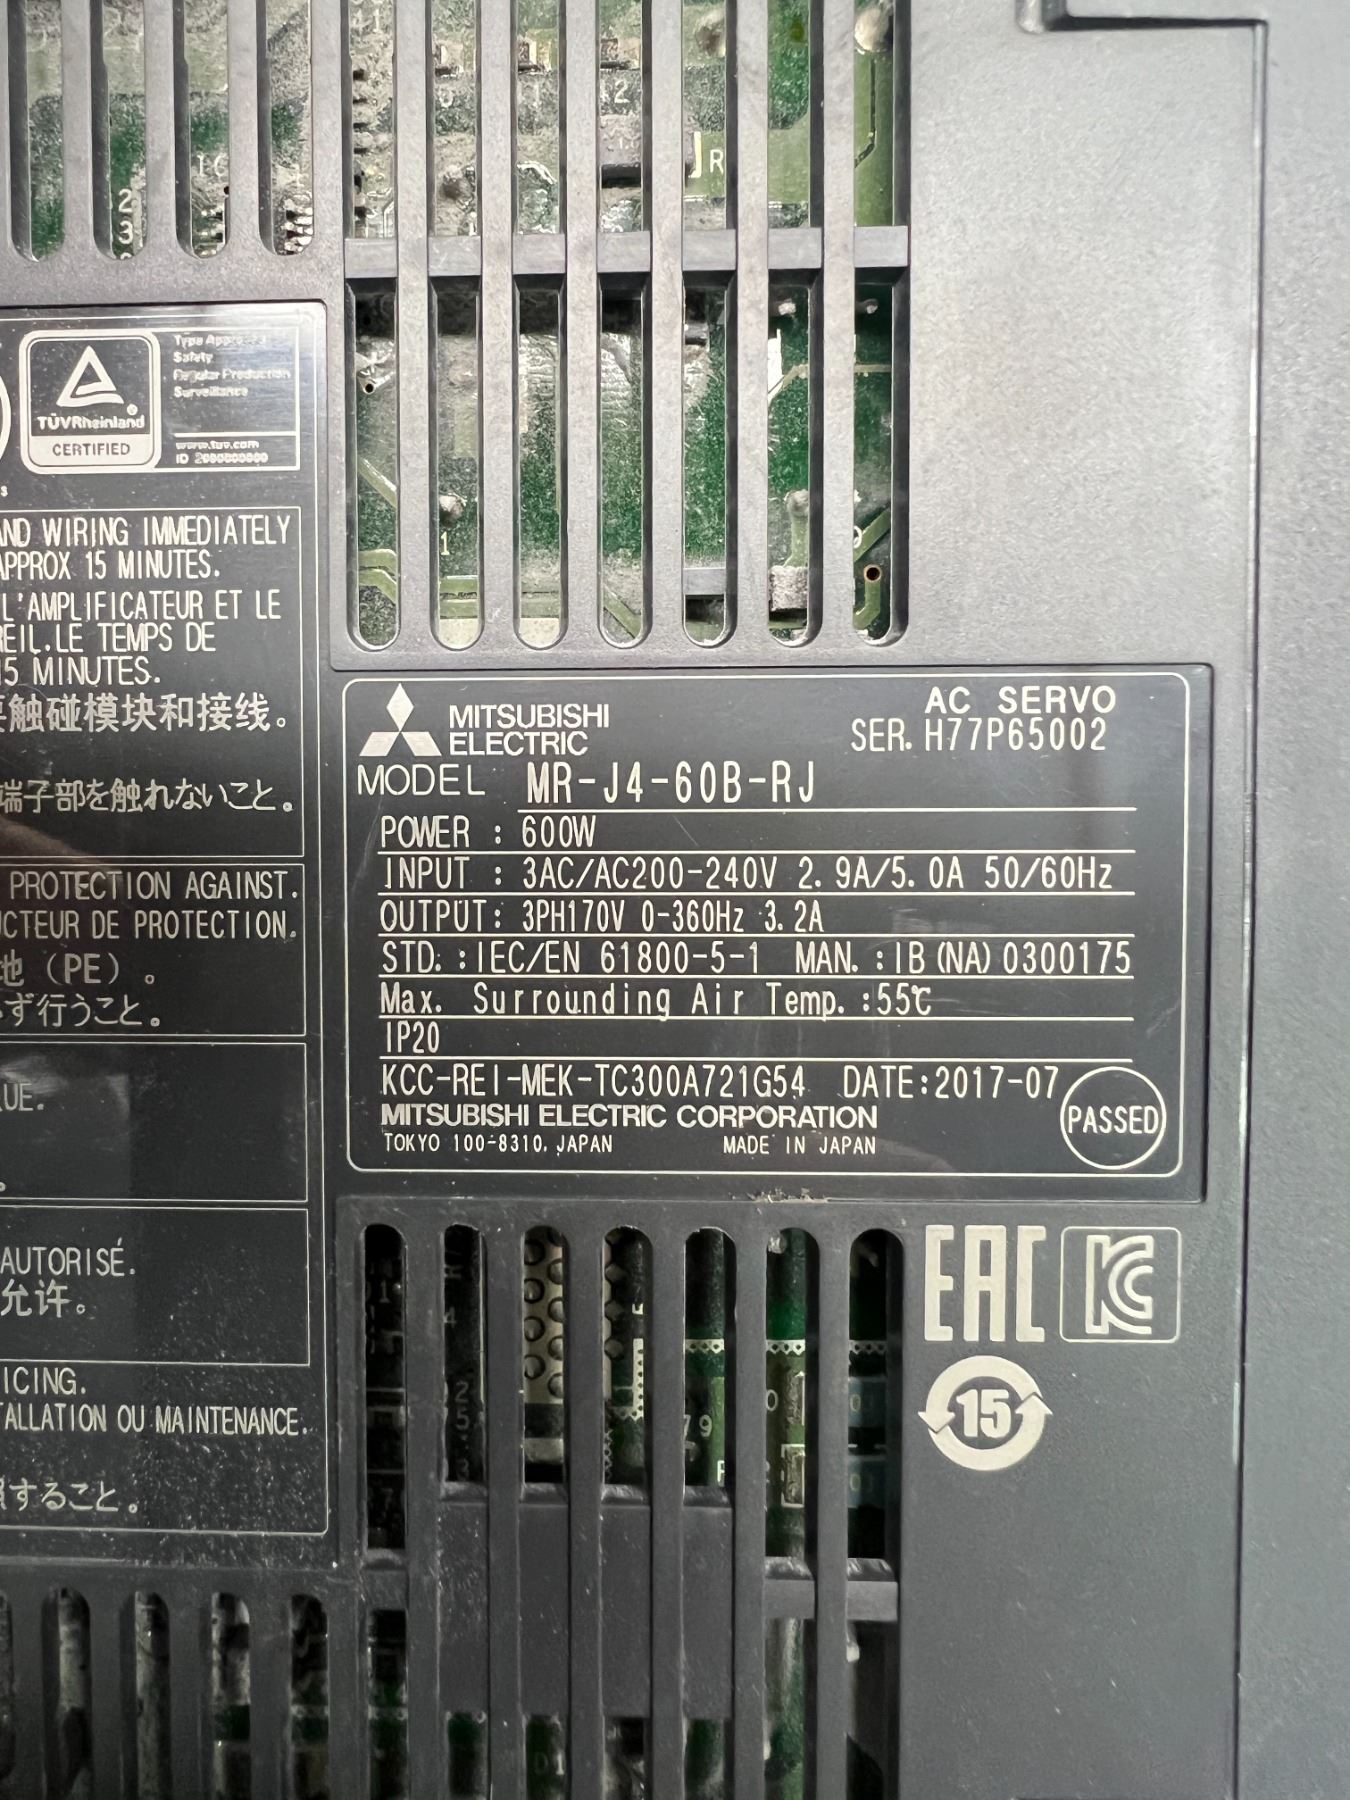 TÜVRheinland
CERTIFIED
Type Approved
Safety
Regular Production
Surveillance
www.tuv.com
ID
AND WIRING IMMEDIATELY
APPROX 15 MINUTES.
L'AMPLIFICATEUR ET LE
REIL.LE TEMPS DE
15 MINUTES.
要触碰模块和接线。
端子部を触れないこと。
PROTECTION AGAINST.
UCTEUR DE PROTECTION.
地（PE）。
ず行うこと。
UE.
AUTORISÉ.
允许。
ICING.
TALLATION OU MAINTENANCE.
すること。
MITSUBISHI
ELECTRIC
AC SERVO
SER. H77P65002
MODEL MR-J4-60B-RJ
POWER : 600W
INPUT : 3AC/AC200-240V 2.9A/5.0A 50/60Hz
OUTPUT: 3PH170V 0-360Hz 3.2A
STD. : IEC/EN 61800-5-1 MAN. : IB(NA)0300175
Max. Surrounding Air Temp. :55℃
IP20
KCC-REI-MEK-TC300A721G54 DATE:2017-07
MITSUBISHI ELECTRIC CORPORATION
TOKYO 100-8310, JAPAN MADE IN JAPAN
PASSED
EAC
KC
15